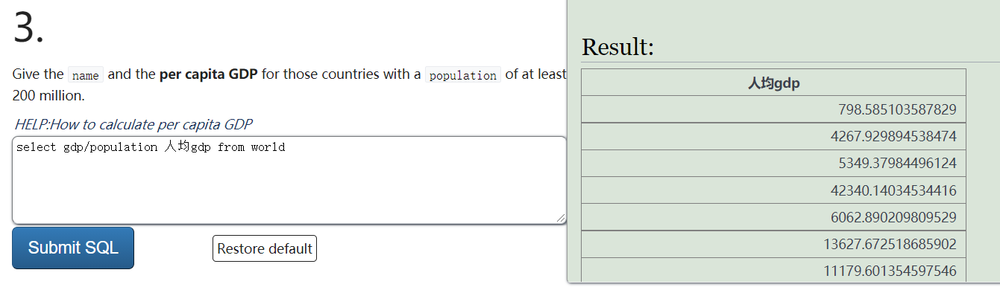 3.
Give the name and the per capita GDP for those countries with a population of at least
200 million.
HELP:How to calculate per capita GDP
select gdp/population 人均gdp from world
Submit SQL
Restore default
Result:
人均gdp
798.585103587829
4267.929894538474
5349.37984496124
42340.14034534416
6062.890209809529
13627.672518685902
11179.601354597546